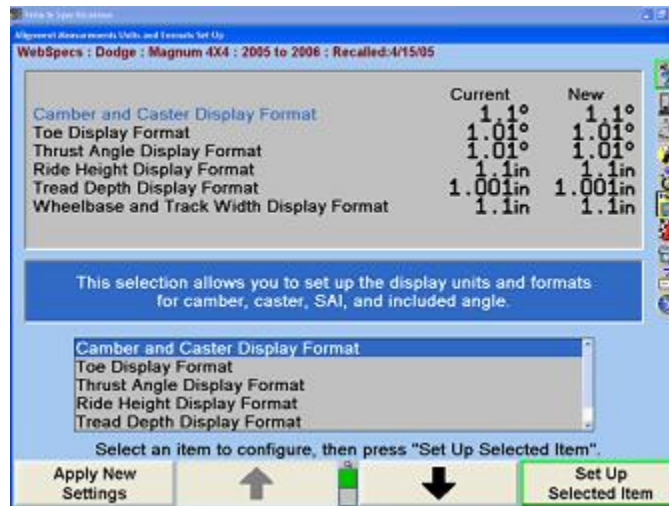 Vehicle Specifications
Alignment Measurements Units and Formats Set Up
WebSpecs : Dodge : Magnum 4X4 : 2005 to 2006 : Recalled:4/15/05
Current New
Camber and Caster Display Format 1.1° 1.1°
Toe Display Format 1.01° 1.01°
Thrust Angle Display Format 1.01° 1.01°
Ride Height Display Format 1.1in 1.1in
Tread Depth Display Format 1.001in 1.001in
Wheelbase and Track Width Display Format 1.1in 1.1in
This selection allows you to set up the display units and formats
for camber, caster, SAI, and included angle.
Camber and Caster Display Format
Toe Display Format
Thrust Angle Display Format
Ride Height Display Format
Tread Depth Display Format
Select an item to configure, then press "Set Up Selected Item".
Apply New
Settings
Set Up
Selected Item